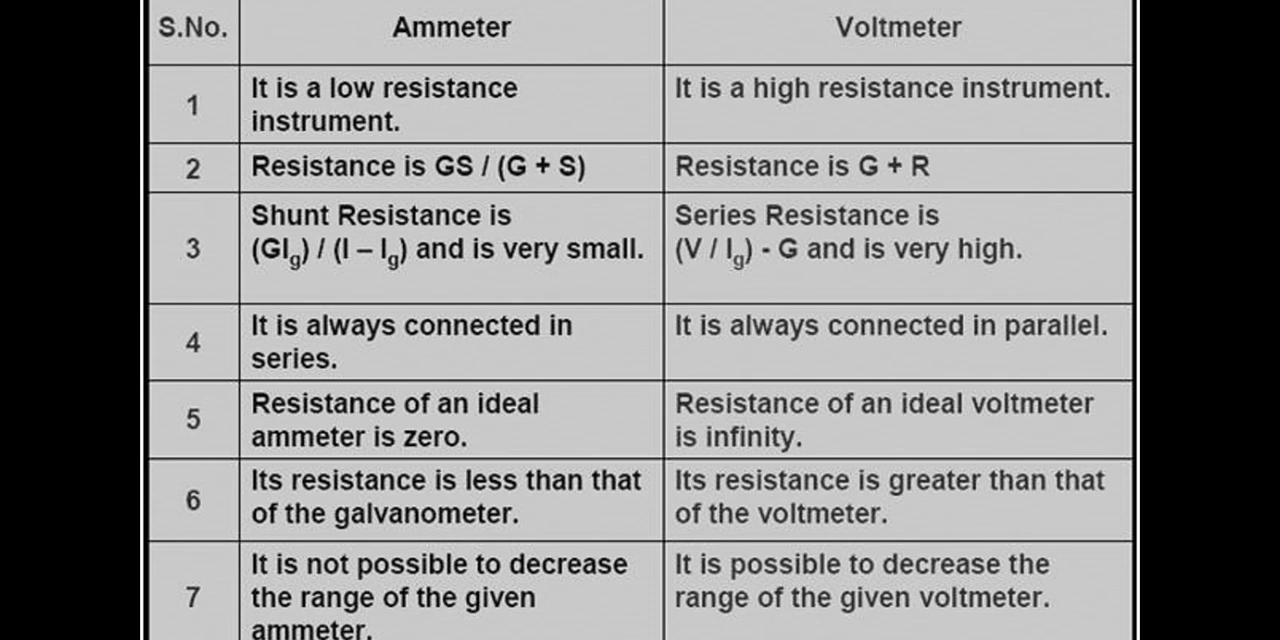 S.No. Ammeter Voltmeter
1 It is a low resistance instrument. It is a high resistance instrument.
2 Resistance is GS / (G + S) Resistance is G + R
3 Shunt Resistance is (GIg) / (I – Ig) and is very small. Series Resistance is (V / Ig) - G and is very high.
4 It is always connected in series. It is always connected in parallel.
5 Resistance of an ideal ammeter is zero. Resistance of an ideal voltmeter is infinity.
6 Its resistance is less than that of the galvanometer. Its resistance is greater than that of the voltmeter.
7 It is not possible to decrease the range of the given ammeter. It is possible to decrease the range of the given voltmeter.